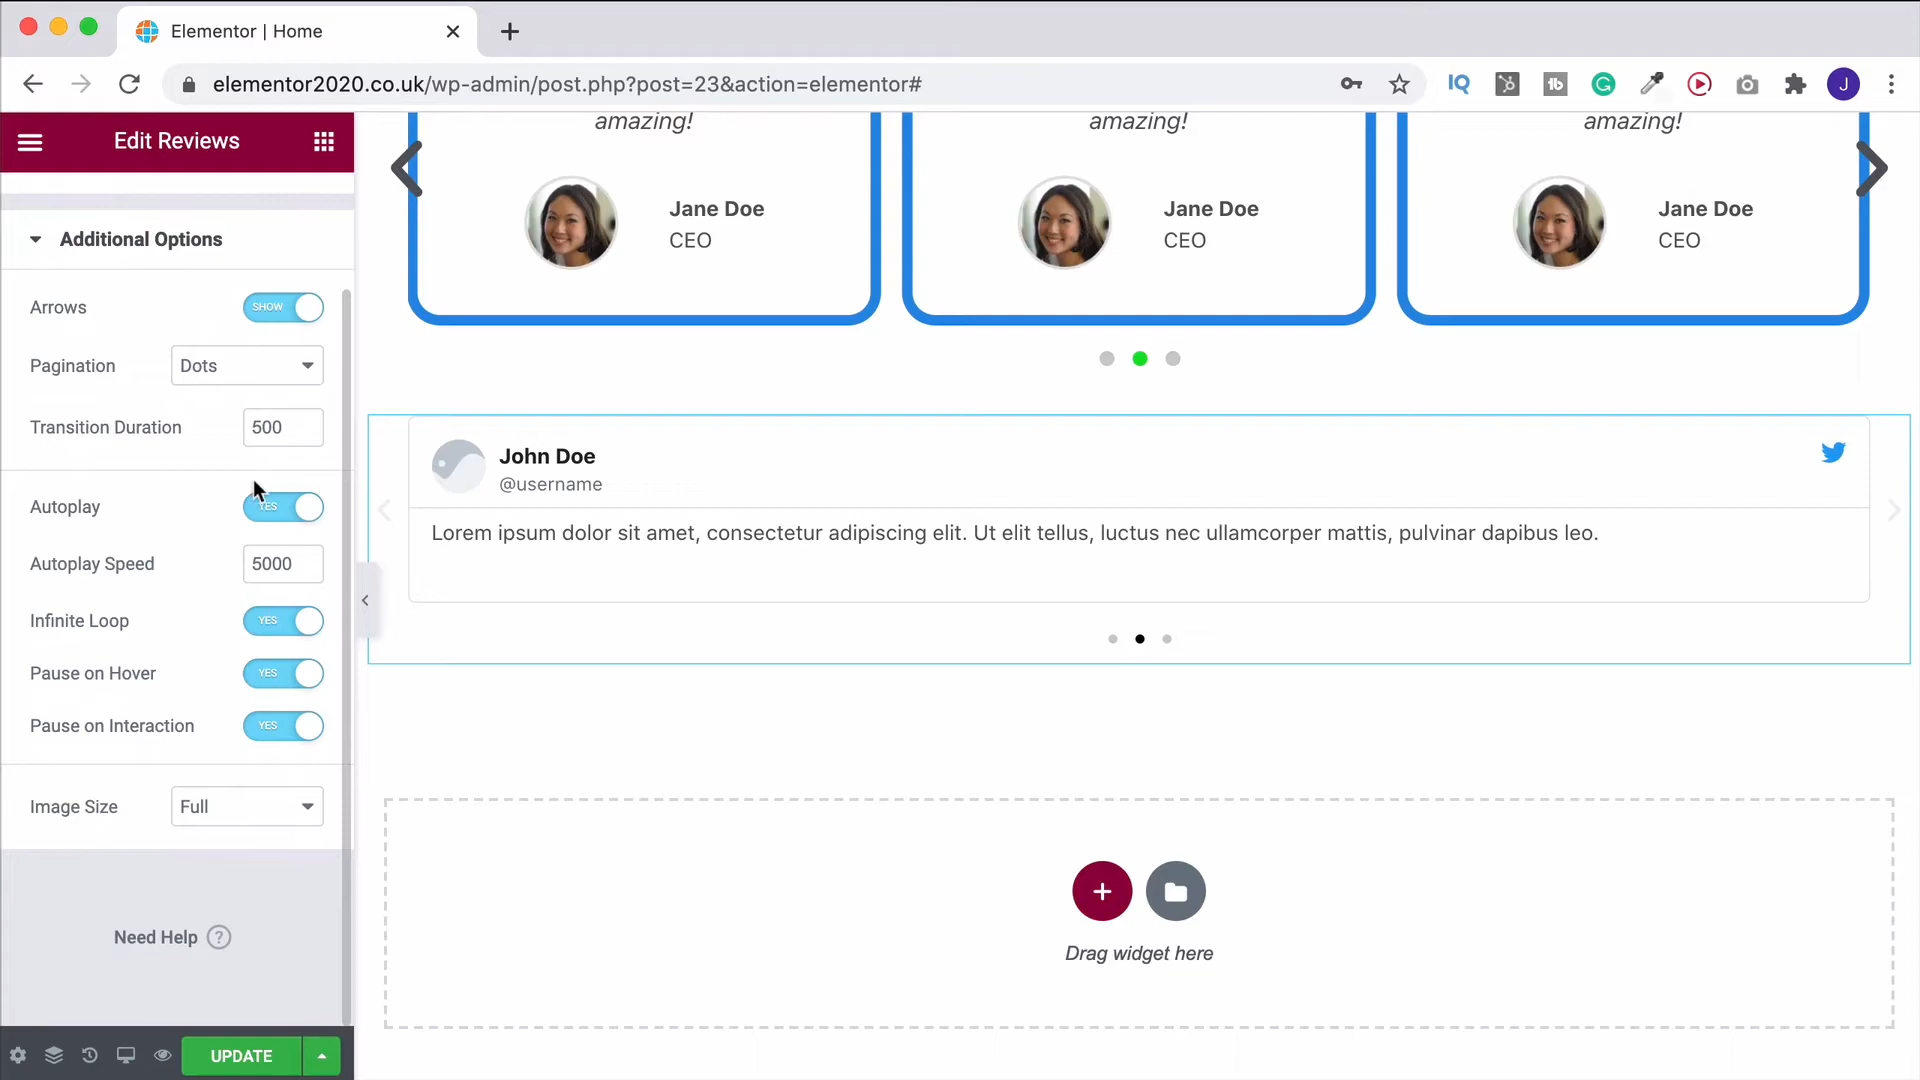 Elementor | Home
elementor2020.co.uk/wp-admin/post.php?post=23&action=elementor#
IQ
tb
J
Edit Reviews
Additional Options
Arrows
SHOW
Pagination
Dots
Transition Duration
500
Autoplay
YES
Autoplay Speed
5000
Infinite Loop
YES
Pause on Hover
YES
Pause on Interaction
YES
Image Size
Full
Need Help ?
UPDATE
amazing!
amazing!
amazing!
Jane Doe
CEO
Jane Doe
CEO
Jane Doe
CEO
John Doe
@username
Lorem ipsum dolor sit amet, consectetur adipiscing elit. Ut elit tellus, luctus nec ullamcorper mattis, pulvinar dapibus leo.
Drag widget here